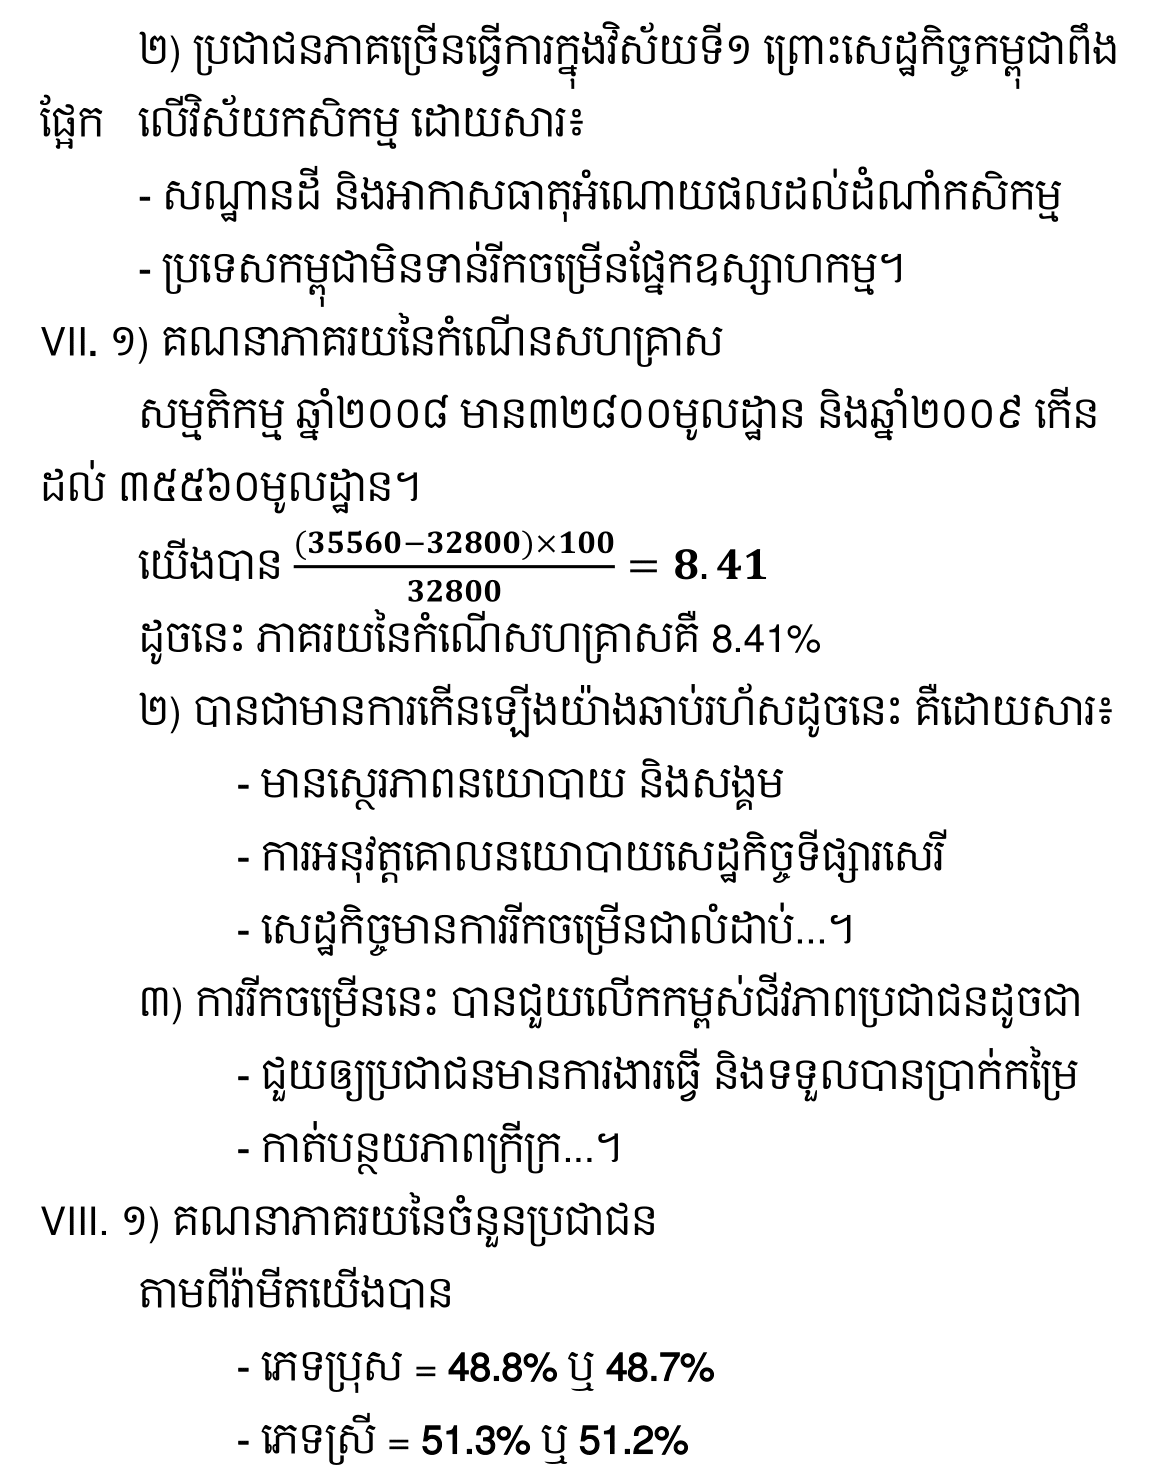 ២) ប្រជាជនភាគច្រើនធ្វើការក្នុងវិស័យទី១ ព្រោះសេដ្ឋកិច្ចកម្ពុជាពឹង
ផ្អែក លើវិស័យកសិកម្ម ដោយសារ៖
- សណ្ឋានដី និងអាកាសធាតុអំណោយផលដល់ដំណាំកសិកម្ម
- ប្រទេសកម្ពុជាមិនទាន់រីកចម្រើនផ្នែកឧស្សាហកម្ម។
VII. ១) គណនាភាគរយនៃកំណើនសហគ្រាស
សម្មតិកម្ម ឆ្នាំ២០០៨ មាន៣២៨០០មូលដ្ឋាន និងឆ្នាំ២០០៩ កើន
ដល់ ៣៥៥៦០មូលដ្ឋាន។
យើងបាន (35560−32800)×100 / 32800 = 8.41
ដូចនេះ ភាគរយនៃកំណើសហគ្រាសគឺ 8.41%
២) បានជាមានការកើនឡើងយ៉ាងឆាប់រហ័សដូចនេះ គឺដោយសារ៖
- មានស្ថេរភាពនយោបាយ និងសង្គម
- ការអនុវត្តគោលនយោបាយសេដ្ឋកិច្ចទីផ្សារសេរី
- សេដ្ឋកិច្ចមានការរីកចម្រើនជាលំដាប់...។
៣) ការរីកចម្រើននេះ បានជួយលើកកម្ពស់ជីវភាពប្រជាជនដូចជា
- ជួយឲ្យប្រជាជនមានការងារធ្វើ និងទទួលបានប្រាក់កម្រៃ
- កាត់បន្ថយភាពក្រីក្រ...។
VIII. ១) គណនាភាគរយនៃចំនួនប្រជាជន
តាមពីរ៉ាមីតយើងបាន
- ភេទប្រុស = 48.8% ឬ 48.7%
- ភេទស្រី = 51.3% ឬ 51.2%